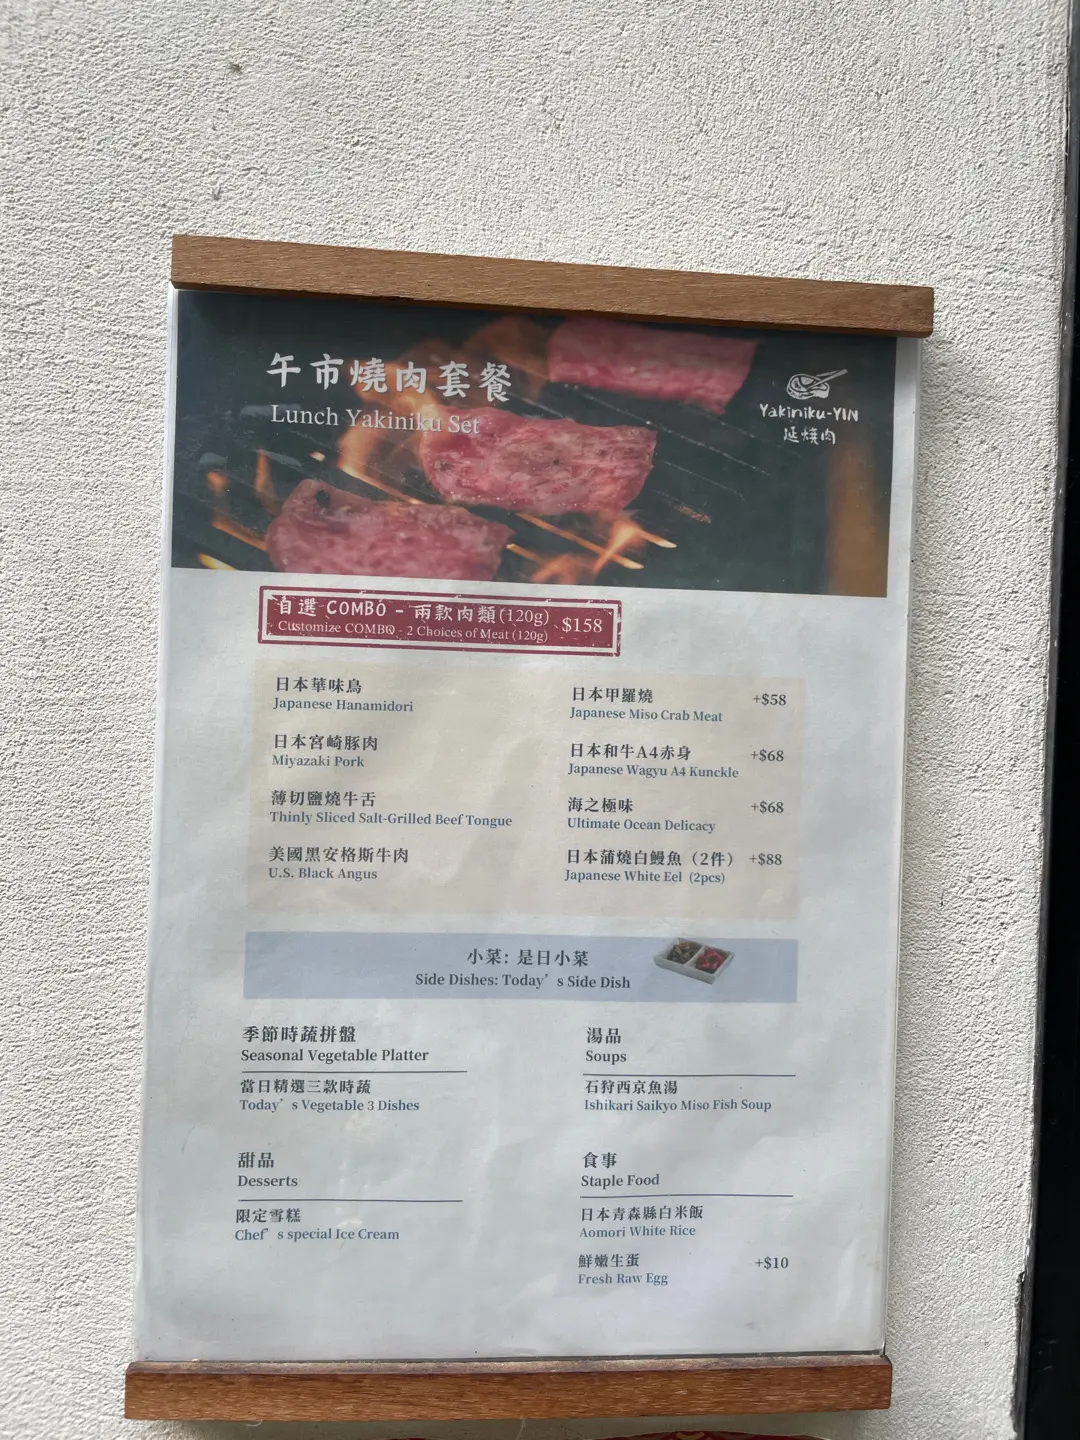 午市燒肉套餐
Lunch Yakiniku Set
Yakiniku-YIN
延燒肉
自選 COMBO - 兩款肉類(120g) $158
Customize COMBO - 2 Choices of Meat (120g)
日本華味鳥
Japanese Hanamidori
日本宮崎豚肉
Miyazaki Pork
薄切鹽燒牛舌
Thinly Sliced Salt-Grilled Beef Tongue
美國黑安格斯牛肉
U.S. Black Angus
日本甲羅燒 +$58
Japanese Miso Crab Meat
日本和牛A4赤身 +$68
Japanese Wagyu A4 Kunckle
海之極味 +$68
Ultimate Ocean Delicacy
日本蒲燒白鰻魚（2件） +$88
Japanese White Eel (2pcs)
小菜: 是日小菜
Side Dishes: Today’s Side Dish
季節時蔬拼盤
Seasonal Vegetable Platter
當日精選三款時蔬
Today’s Vegetable 3 Dishes
湯品
Soups
石狩西京魚湯
Ishikari Saikyo Miso Fish Soup
甜品
Desserts
限定雪糕
Chef’s special Ice Cream
食事
Staple Food
日本青森縣白米飯
Aomori White Rice
鮮嫩生蛋 +$10
Fresh Raw Egg